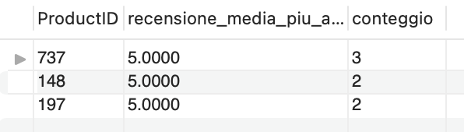 ProductID recensione_media_piu_a... conteggio
737 5.0000 3
148 5.0000 2
197 5.0000 2